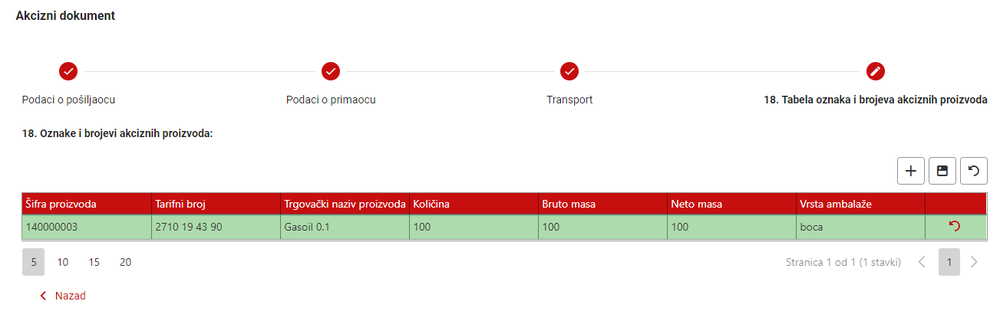 Akcizni dokument
Podaci o pošiljaocu Podaci o primaocu Transport 18. Tabela oznaka i brojeva akciznih proizvoda
18. Oznake i brojevi akciznih proizvoda:
Šifra proizvoda Tarifni broj Trgovački naziv proizvoda Količina Bruto masa Neto masa Vrsta ambalaže
140000003 2710 19 43 90 Gasoil 0.1 100 100 100 boca
5 10 15 20 Stranica 1 od 1 (1 stavki) 1
Nazad